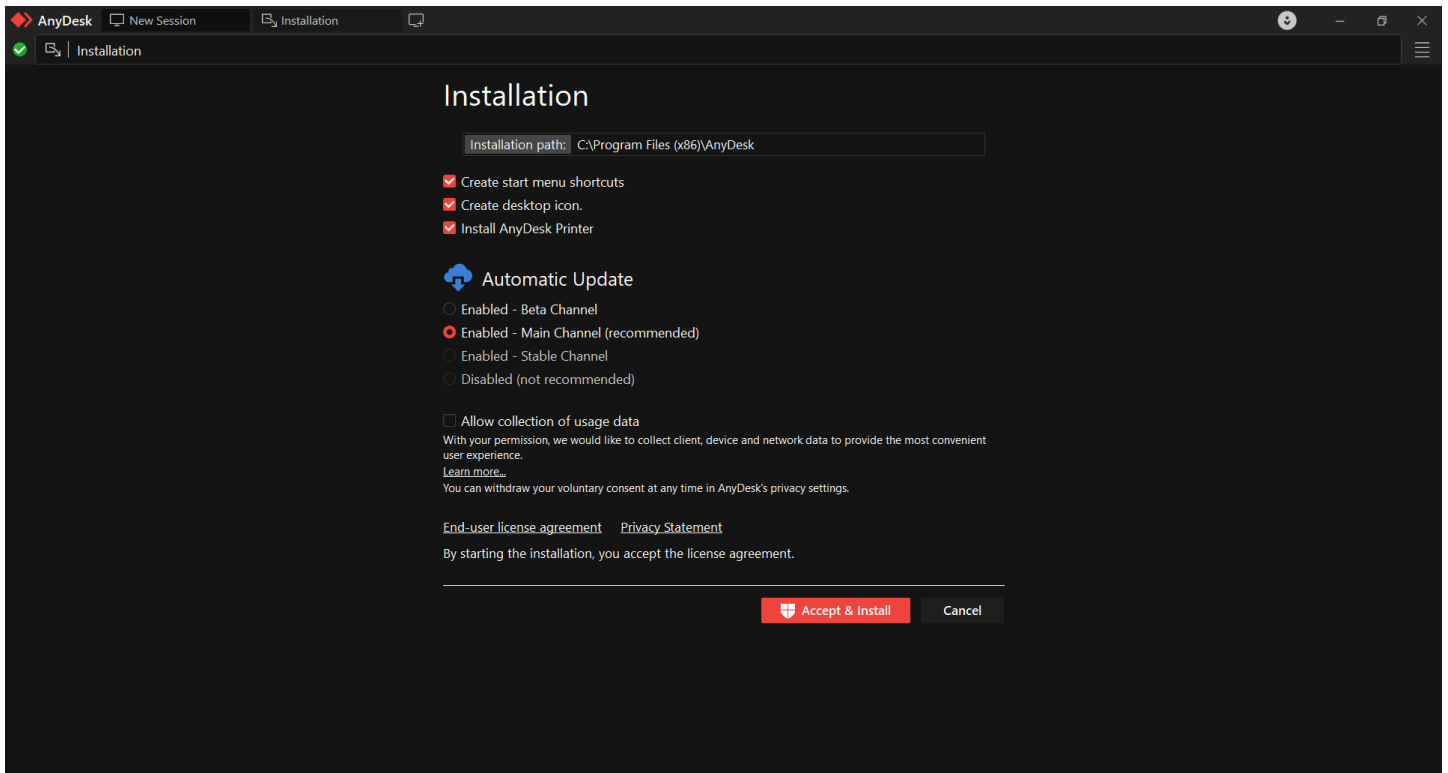 AnyDesk New Session Installation
Installation
Installation
Installation path: C:\Program Files (x86)\AnyDesk
Create start menu shortcuts
Create desktop icon.
Install AnyDesk Printer
Automatic Update
Enabled - Beta Channel
Enabled - Main Channel (recommended)
Enabled - Stable Channel
Disabled (not recommended)
Allow collection of usage data
With your permission, we would like to collect client, device and network data to provide the most convenient
user experience.
Learn more...
You can withdraw your voluntary consent at any time in AnyDesk's privacy settings.
End-user license agreement Privacy Statement
By starting the installation, you accept the license agreement.
Accept & Install Cancel